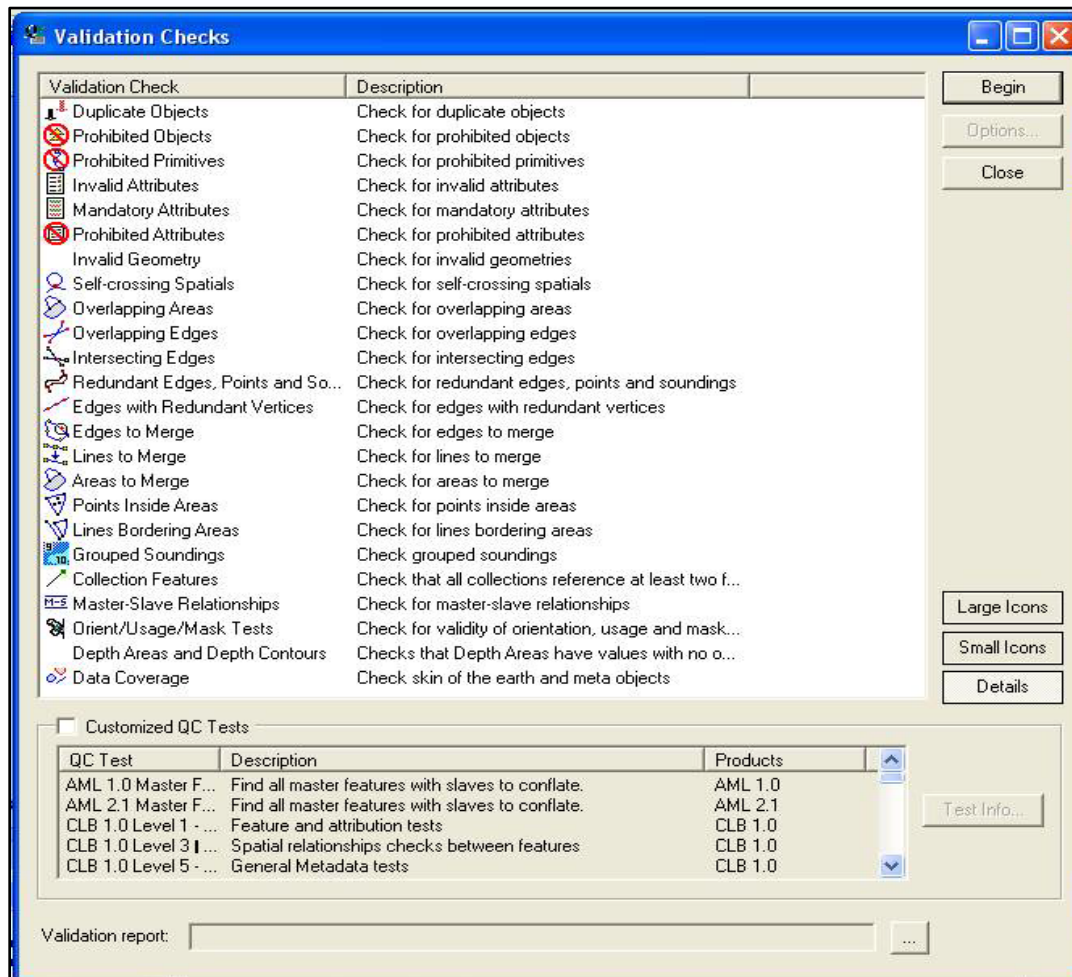 Validation Checks
Validation Check Description
Begin
Duplicate Objects Check for duplicate objects
Prohibited Objects Check for prohibited objects
Options...
Prohibited Primitives Check for prohibited primitives
Close
Invalid Attributes Check for invalid attributes
Mandatory Attributes Check for mandatory attributes
Prohibited Attributes Check for prohibited attributes
Invalid Geometry Check for invalid geometries
Self-crossing Spatials Check for self-crossing spatials
Overlapping Areas Check for overlapping areas
Overlapping Edges Check for overlapping edges
Intersecting Edges Check for intersecting edges
Redundant Edges, Points and So... Check for redundant edges, points and soundings
Edges with Redundant Vertices Check for edges with redundant vertices
Edges to Merge Check for edges to merge
Lines to Merge Check for lines to merge
Areas to Merge Check for areas to merge
Points Inside Areas Check for points inside areas
Lines Bordering Areas Check for lines bordering areas
Grouped Soundings Check grouped soundings
Collection Features Check that all collections reference at least two f...
Master-Slave Relationships Check for master-slave relationships
Large Icons
Orient/Usage/Mask Tests Check for validity of orientation, usage and mask...
Depth Areas and Depth Contours Checks that Depth Areas have values with no o...
Small Icons
Data Coverage Check skin of the earth and meta objects
Details
Customized QC Tests
QC Test Description Products
AML 1.0 Master F... Find all master features with slaves to conflate. AML 1.0
AML 2.1 Master F... Find all master features with slaves to conflate. AML 2.1
CLB 1.0 Level 1 - ... Feature and attribution tests CLB 1.0
Test Info...
CLB 1.0 Level 3 ... Spatial relationships checks between features CLB 1.0
CLB 1.0 Level 5 - ... General Metadata tests CLB 1.0
Validation report:
...